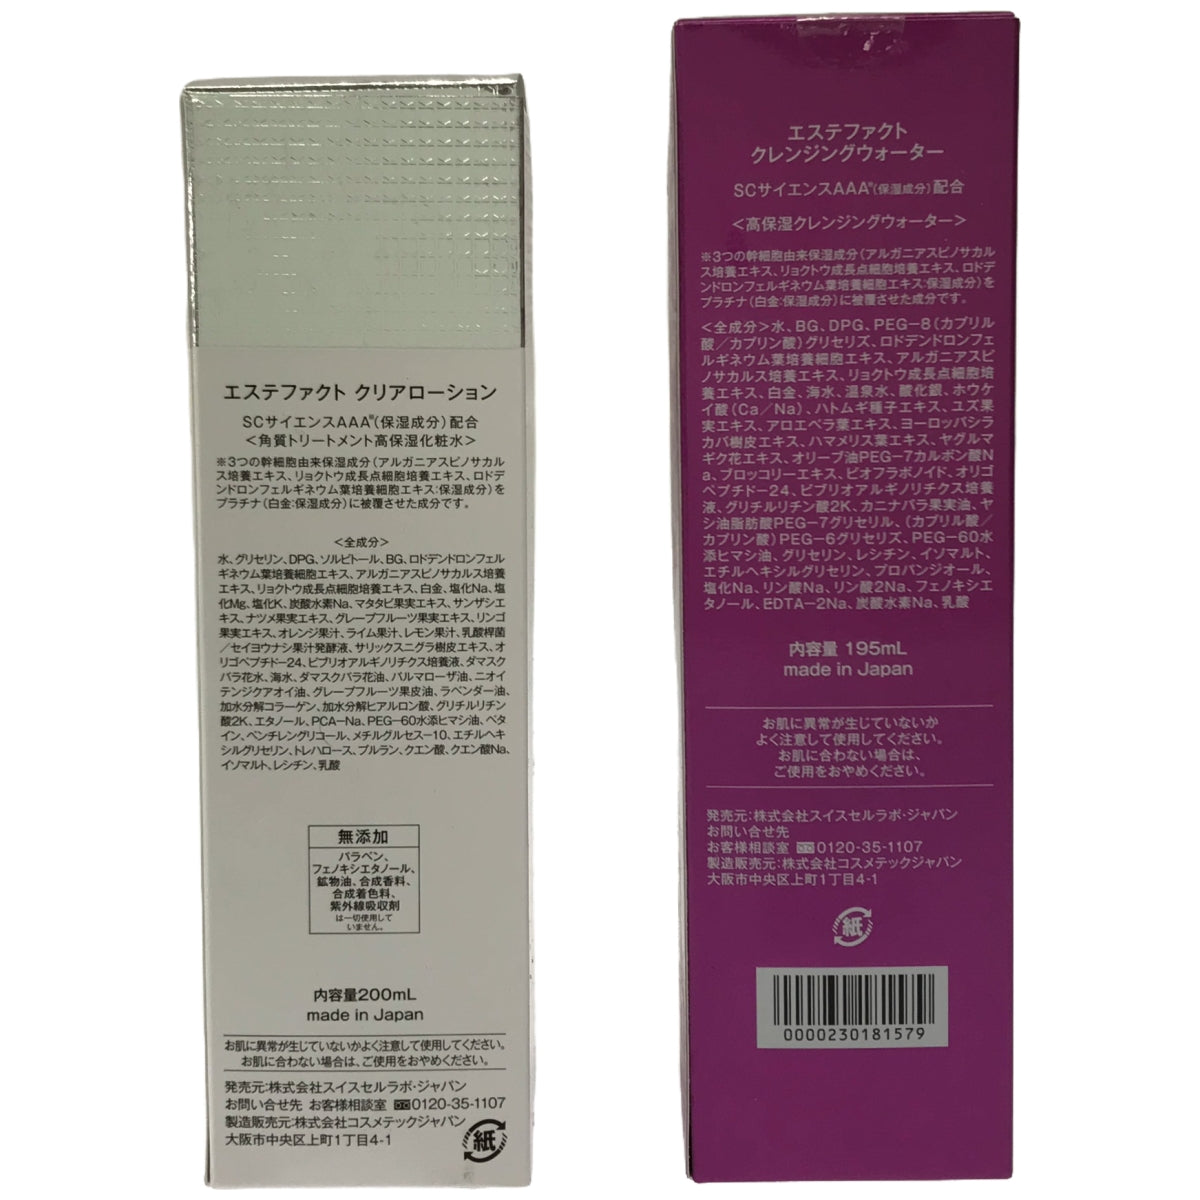 エステファクト クリアローション
SCサイエンスAAA※(保湿成分)配合
<角質トリートメント高保湿化粧水>
※3つの幹細胞由来保湿成分(アルガニアスピノサカル
ス培養エキス、リョクトウ成長点細胞培養エキス、ロドデ
ンドロンフェルギネウム葉培養細胞エキス:保湿成分)を
プラチナ(白金:保湿成分)に被覆させた成分です。
<全成分>
水、グリセリン、DPG、ソルビトール、BG、ロドデンドロンフェル
ギネウム葉培養細胞エキス、アルガニアスピノサカルス培養
エキス、リョクトウ成長点細胞培養エキス、白金、塩化Na、塩
化Mg、塩化K、炭酸水素Na、マタタビ果実エキス、サンザシエ
キス、ナツメ果実エキス、グレープフルーツ果実エキス、リンゴ
果実エキス、オレンジ果汁、ライム果汁、レモン果汁、乳酸桿菌
/セイヨウナシ果汁発酵液、サリックスニグラ樹皮エキス、オ
リゴペプチド-24、ビブリオアルギノリチクス培養液、ダマスク
バラ花水、海水、ダマスクバラ花油、パルマローザ油、ニオイ
テンジクアオイ油、グレープフルーツ果皮油、ラベンダー油、
加水分解コラーゲン、加水分解ヒアルロン酸、グリチルリチン
酸2K、エタノール、PCA-Na、PEG-60水添ヒマシ油、ベタ
イン、ペンチレングリコール、メチルグルセス-10、エチルヘキ
シルグリセリン、トレハロース、プルラン、クエン酸、クエン酸Na、
イソマルト、レシチン、乳酸
無添加
パラベン、
フェノキシエタノール、
鉱物油、合成香料、
合成着色料、
紫外線吸収剤
は一切使用して
いません。
内容量200mL
made in Japan
お肌に異常が生じていないかよく注意して使用してください。
お肌に合わない場合は、ご使用をおやめください。
発売元:株式会社スイスセルラボ・ジャパン
お問い合せ先 お客様相談室 0120-35-1107
製造販売元:株式会社コスメテックジャパン
大阪市中央区上町1丁目4-1
紙
エステファクト
クレンジングウォーター
SCサイエンスAAA※(保湿成分)配合
<高保湿クレンジングウォーター>
※3つの幹細胞由来保湿成分(アルガニアスピノサカル
ス培養エキス、リョクトウ成長点細胞培養エキス、ロドデ
ンドロンフェルギネウム葉培養細胞エキス:保湿成分)を
プラチナ(白金:保湿成分)に被覆させた成分です。
<全成分>水、BG、DPG、PEG-8(カプリル
酸/カプリン酸)グリセリズ、ロドデンドロンフェ
ルギネウム葉培養細胞エキス、アルガニアスピ
ノサカルス培養エキス、リョクトウ成長点細胞培
養エキス、白金、海水、温泉水、酸化銀、ホウケ
イ酸(Ca/Na)、ハトムギ種子エキス、ユズ果
実エキス、アロエベラ葉エキス、ヨーロッパシラ
カバ樹皮エキス、ハマメリス葉エキス、ヤグルマ
ギク花エキス、オリーブ油PEG-7カルボン酸N
a、ブロッコリーエキス、ビオフラボノイド、オリゴ
ペプチド-24、ビブリオアルギノリチクス培養
液、グリチルリチン酸2K、カニナバラ果実油、ヤ
シ油脂肪酸PEG-7グリセリル、(カプリル酸/
カプリン酸)PEG-6グリセリズ、PEG-60水
添ヒマシ油、グリセリン、レシチン、イソマルト、
エチルヘキシルグリセリン、プロパンジオール、
塩化Na、リン酸Na、リン酸2Na、フェノキシエ
タノール、EDTA-2Na、炭酸水素Na、乳酸
内容量 195mL
made in Japan
お肌に異常が生じていないか
よく注意して使用してください。
お肌に合わない場合は、
ご使用をおやめください。
発売元:株式会社スイスセルラボ・ジャパン
お問い合せ先
お客様相談室 0120-35-1107
製造販売元:株式会社コスメテックジャパン
大阪市中央区上町1丁目4-1
紙
0000230181579